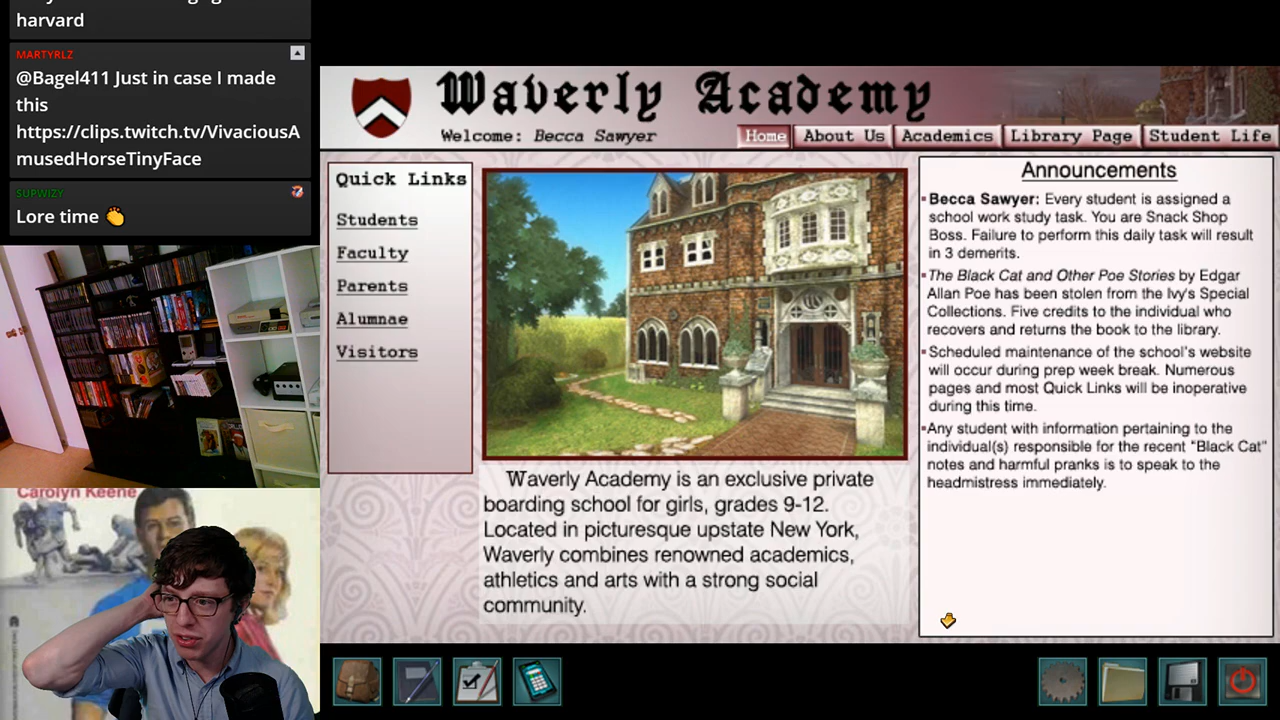 harvard
MARTYRLZ
@Bagel411 Just in case I made
this
https://clips.twitch.tv/VivaciousA
musedHorseTinyFace
SUPWIZY
Lore time
Carolyn Keene
Waverly Academy
Welcome: Becca Sawyer
Home
About Us
Academics
Library Page
Student Life
Quick Links
Students
Faculty
Parents
Alumnae
Visitors
Waverly Academy is an exclusive private
boarding school for girls, grades 9-12.
Located in picturesque upstate New York,
Waverly combines renowned academics,
athletics and arts with a strong social
community.
Announcements
Becca Sawyer: Every student is assigned a
school work study task. You are Snack Shop
Boss. Failure to perform this daily task will result
in 3 demerits.
The Black Cat and Other Poe Stories by Edgar
Allan Poe has been stolen from the Ivy's Special
Collections. Five credits to the individual who
recovers and returns the book to the library.
Scheduled maintenance of the school's website
will occur during prep week break. Numerous
pages and most Quick Links will be inoperative
during this time.
Any student with information pertaining to the
individual(s) responsible for the recent "Black Cat"
notes and harmful pranks is to speak to the
headmistress immediately.